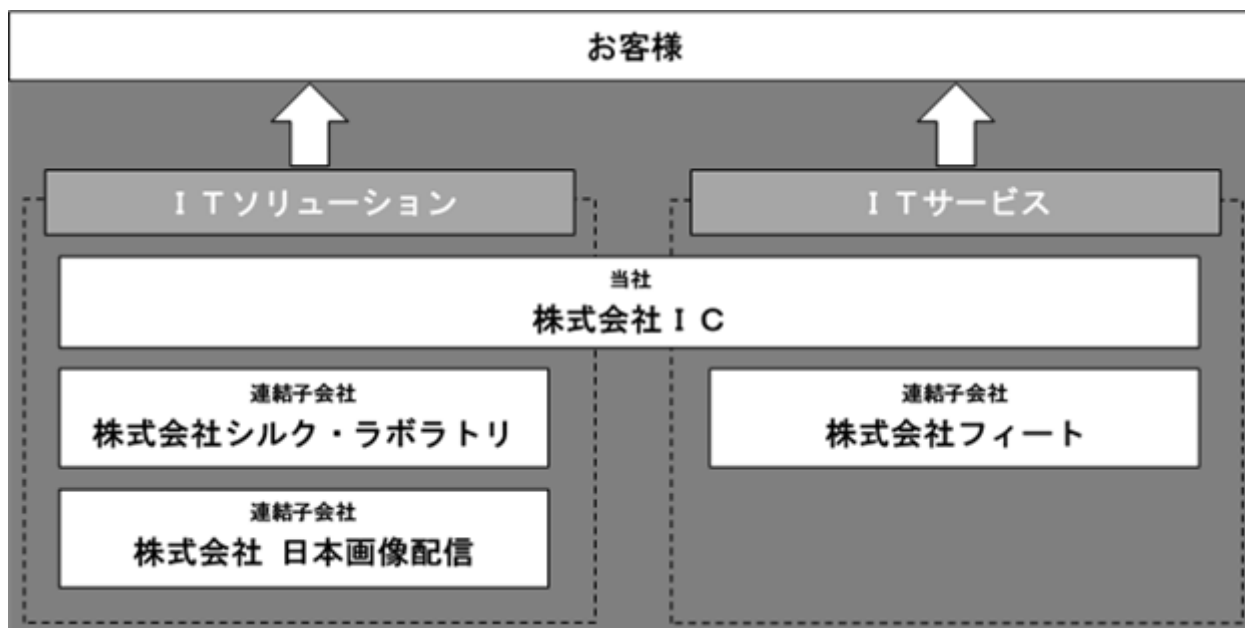 お客様
ＩＴソリューション
ＩＴサービス
当社
株式会社ＩＣ
連結子会社
株式会社シルク・ラボラトリ
連結子会社
株式会社フィート
連結子会社
株式会社 日本画像配信